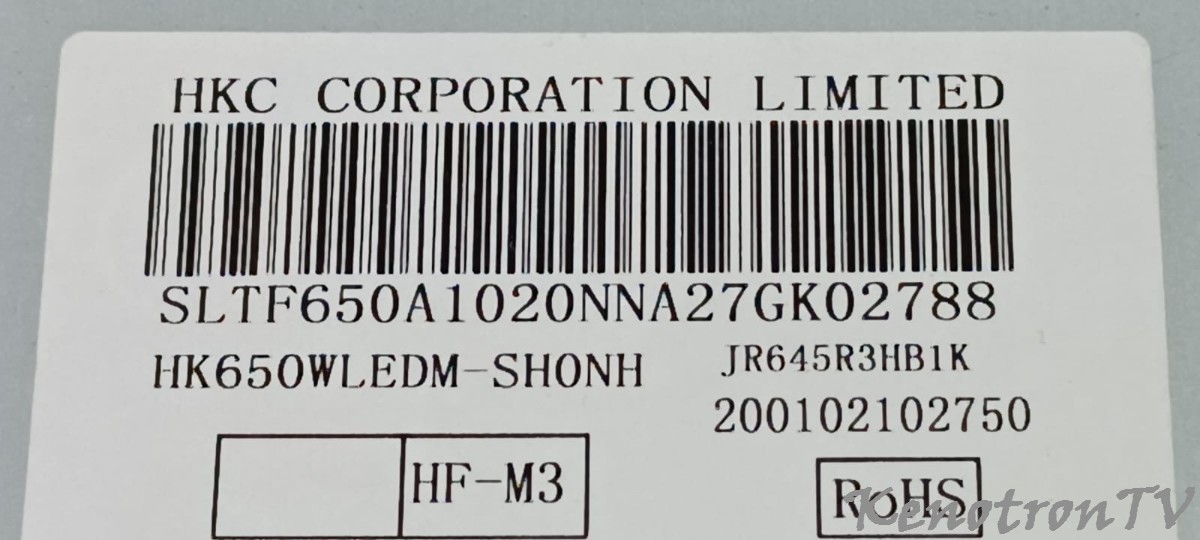 HKC CORPORATION LIMITED
SLTF650A1020NNA27GK02788
HK650WLEDM-SH0NH
JR645R3HB1K
200102102750
HF-M3
RoHS
KenotronTV